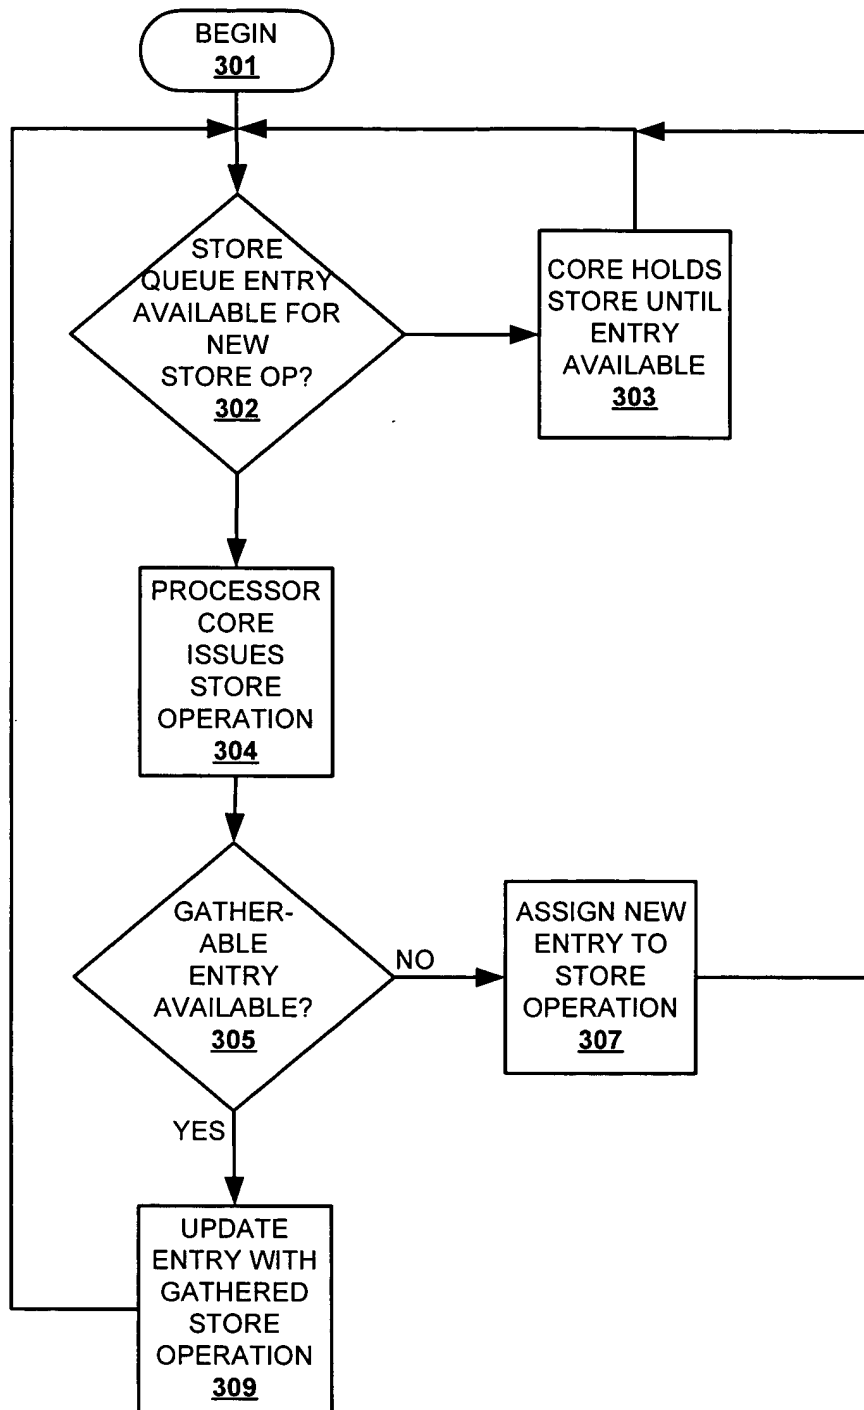 BEGIN
301
STORE
QUEUE ENTRY
AVAILABLE FOR
NEW
STORE OP?
302
CORE HOLDS
STORE UNTIL
ENTRY
AVAILABLE
303
PROCESSOR
CORE
ISSUES
STORE
OPERATION
304
GATHER-
ABLE
ENTRY
AVAILABLE?
305
NO
ASSIGN NEW
ENTRY TO
STORE
OPERATION
307
YES
UPDATE
ENTRY WITH
GATHERED
STORE
OPERATION
309